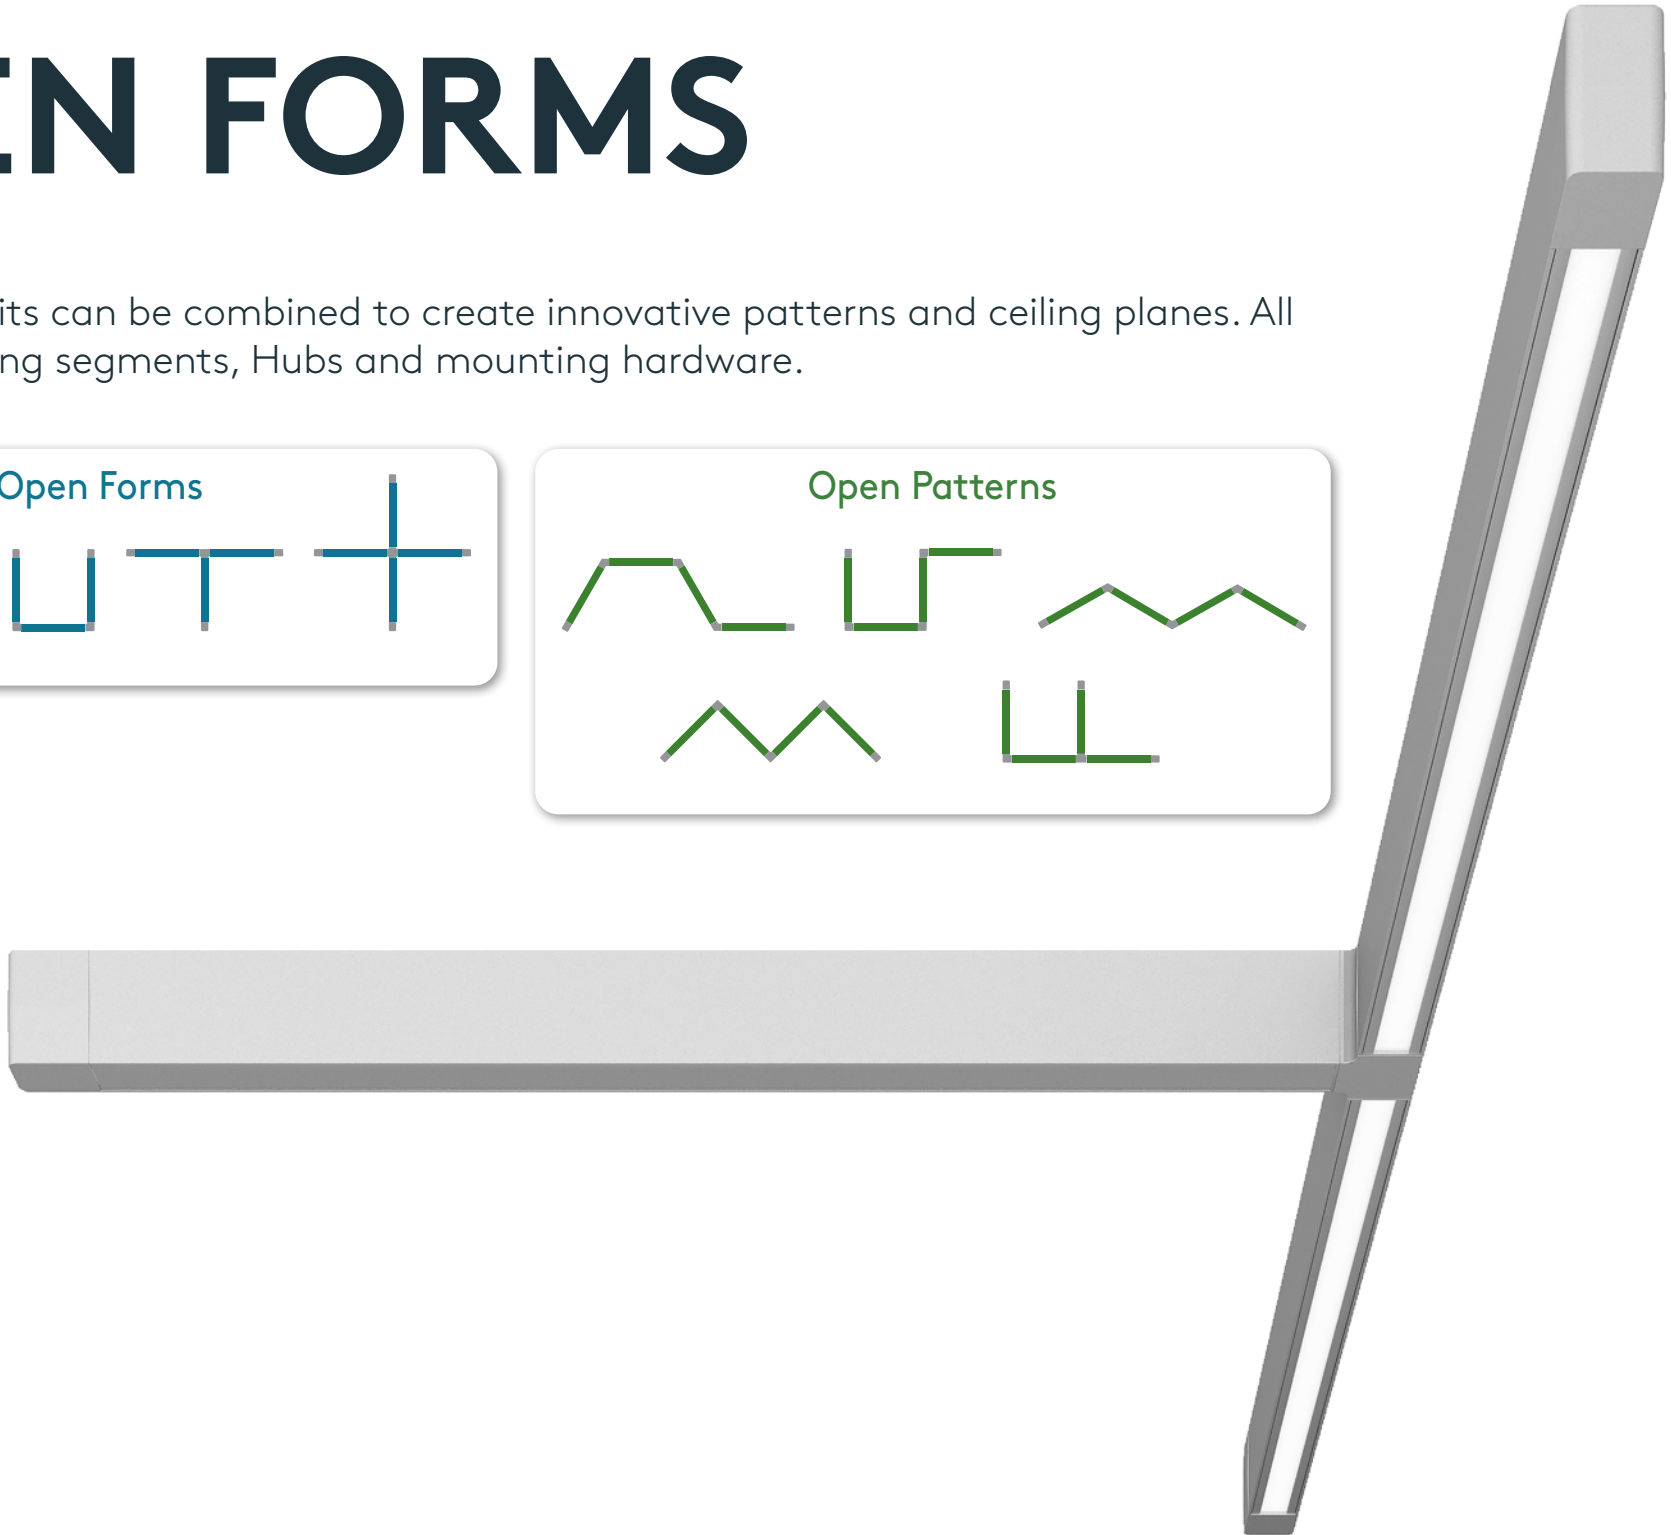 EN FORMS
its can be combined to create innovative patterns and ceiling planes. All
ng segments, Hubs and mounting hardware.
Open Forms
Open Patterns